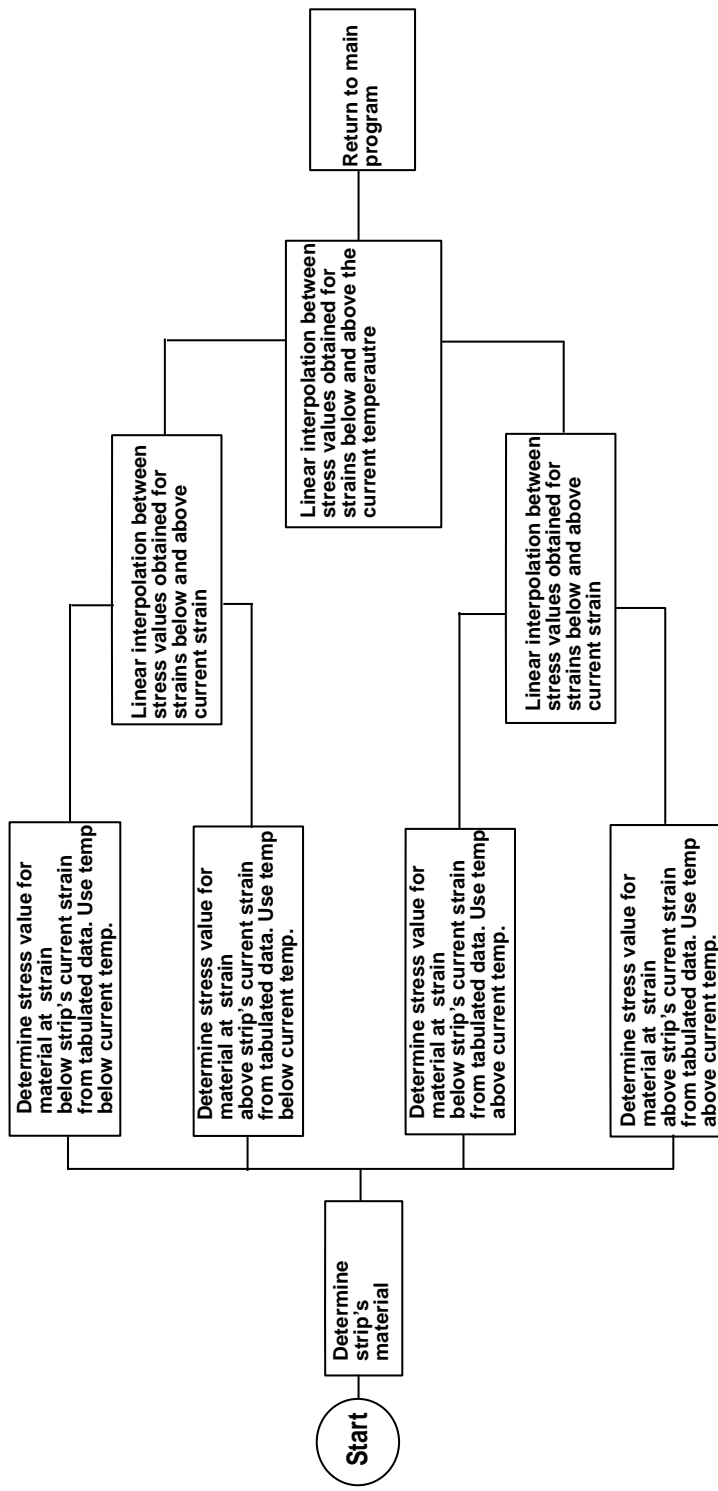 Start
Determine
strip's
material
Determine stress value for
material at  strain
below strip's current strain
from tabulated data. Use temp
below current temp.
Determine stress value for
material at  strain
above strip's current strain
from tabulated data. Use temp
below current temp.
Determine stress value for
material at  strain
below strip's current strain
from tabulated data. Use temp
above current temp.
Determine stress value for
material at  strain
above strip's current strain
from tabulated data. Use temp
above current temp.
Linear interpolation between
stress values obtained for
strains below and above
current strain
Linear interpolation between
stress values obtained for
strains below and above
current strain
Linear interpolation between
stress values obtained for
strains below and above the
current temperautre
Return to main
program